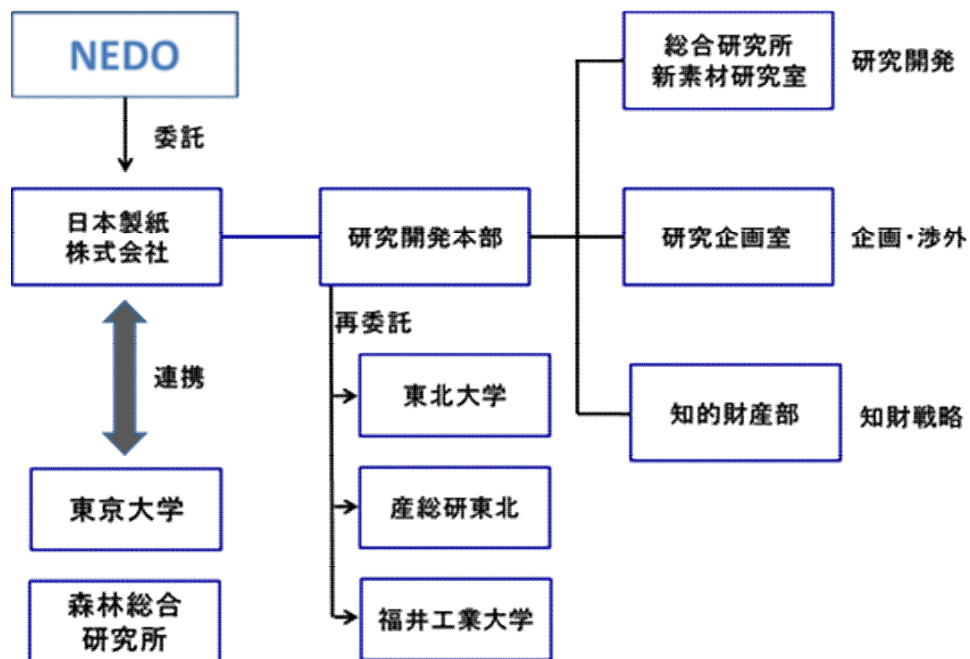 NEDO
委託
日本製紙
株式会社
連携
東京大学
森林総合
研究所
研究開発本部
再委託
東北大学
産総研東北
福井工業大学
総合研究所
新素材研究室
研究開発
研究企画室
企画・渉外
知的財産部
知財戦略